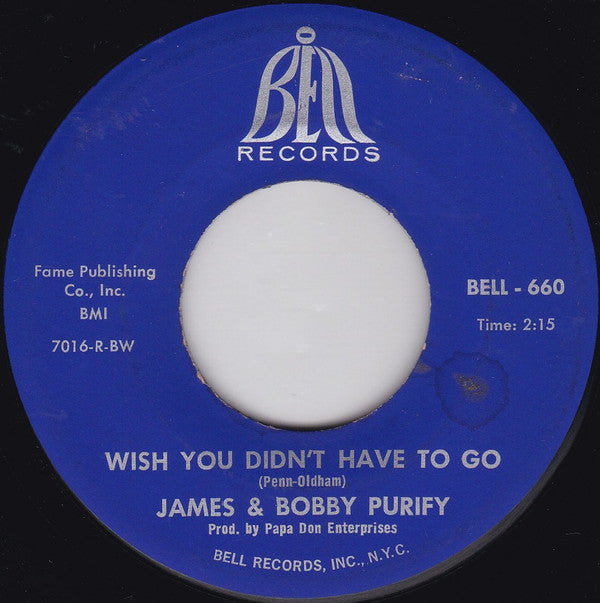 BELL
RECORDS
Fame Publishing
Co., Inc.
BMI
7016-R-BW
BELL - 660
Time: 2:15
WISH YOU DIDN'T HAVE TO GO
(Penn-Oldham)
JAMES & BOBBY PURIFY
Prod. by Papa Don Enterprises
BELL RECORDS, INC., N.Y.C.